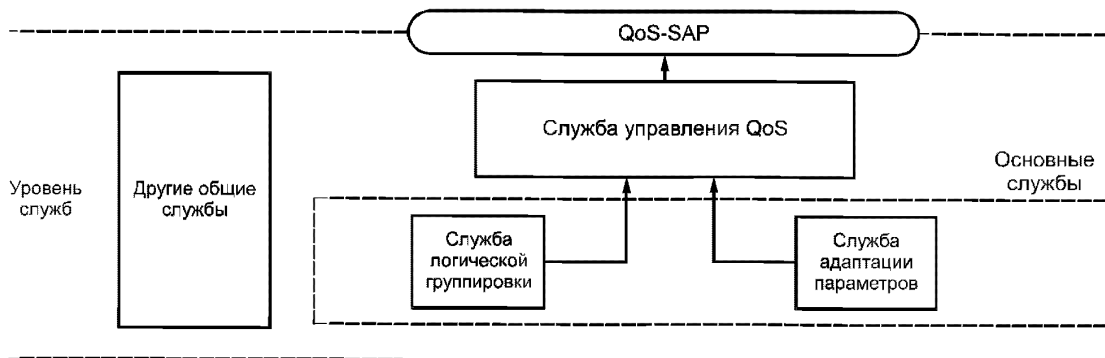 QoS-SAP
Служба управления QoS
Основные
службы
Уровень
служб
Другие общие
службы
Служба
логической
группировки
Служба
адаптации
параметров